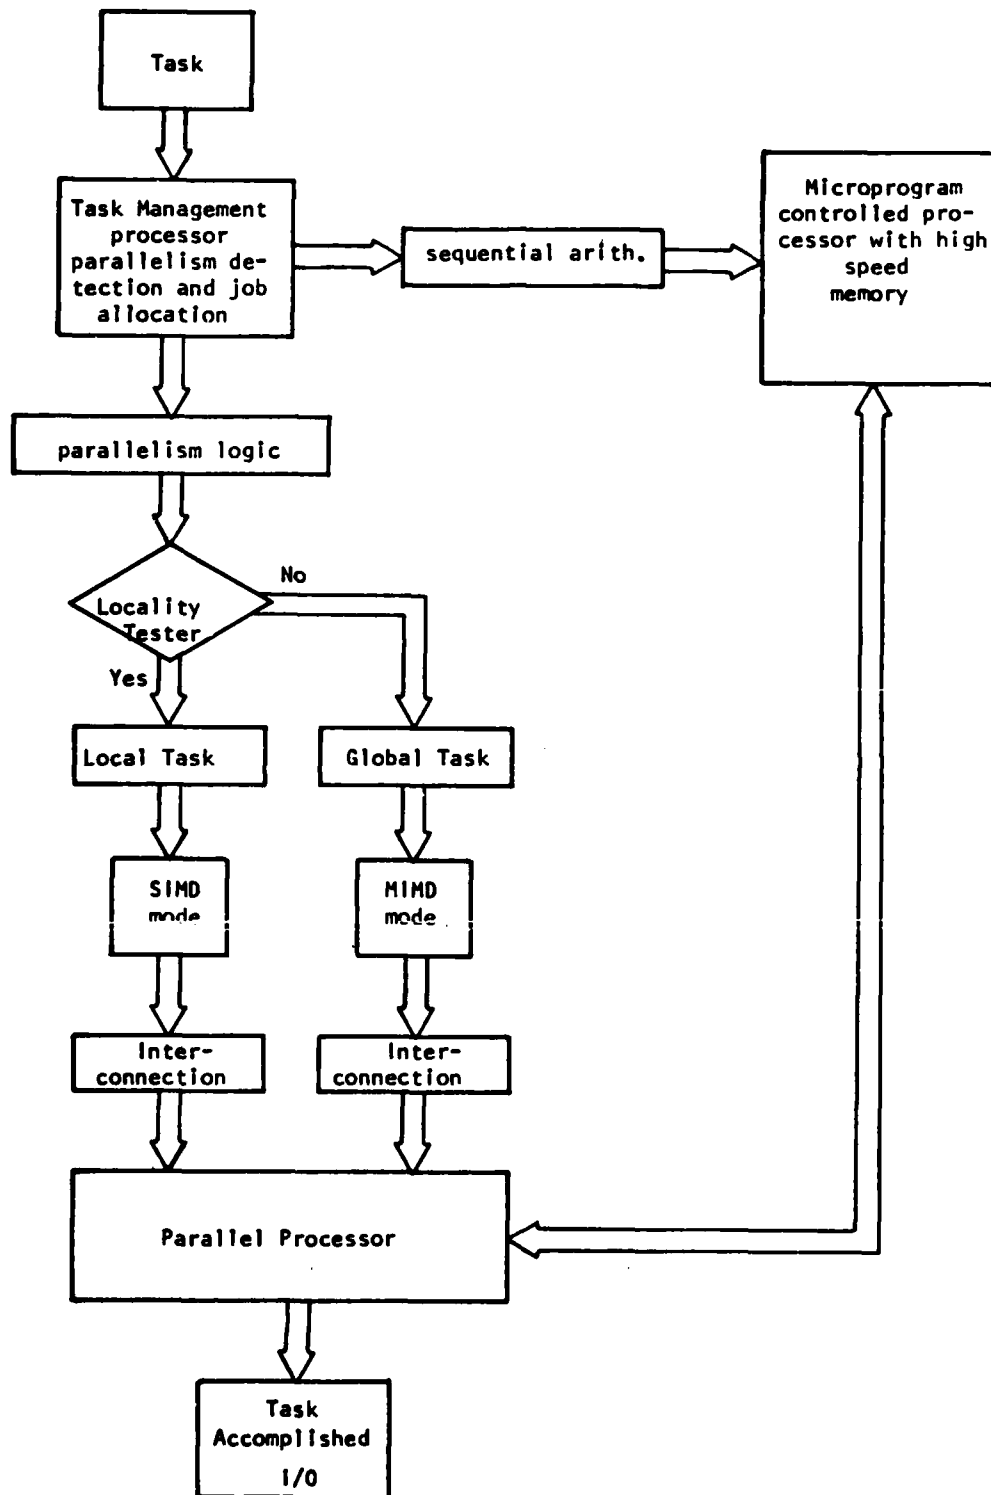 Task
Task Management
processor
parallelism de-
tection and job
allocation
sequential arith.
Microprogram
controlled pro-
cessor with high
speed
memory
parallelism logic
No
Locality
Tester
Yes
Local Task
Global Task
SIMD
mode
MIMD
mode
Inter-
connection
Inter-
connection
Parallel Processor
Task
Accomplished
I/O